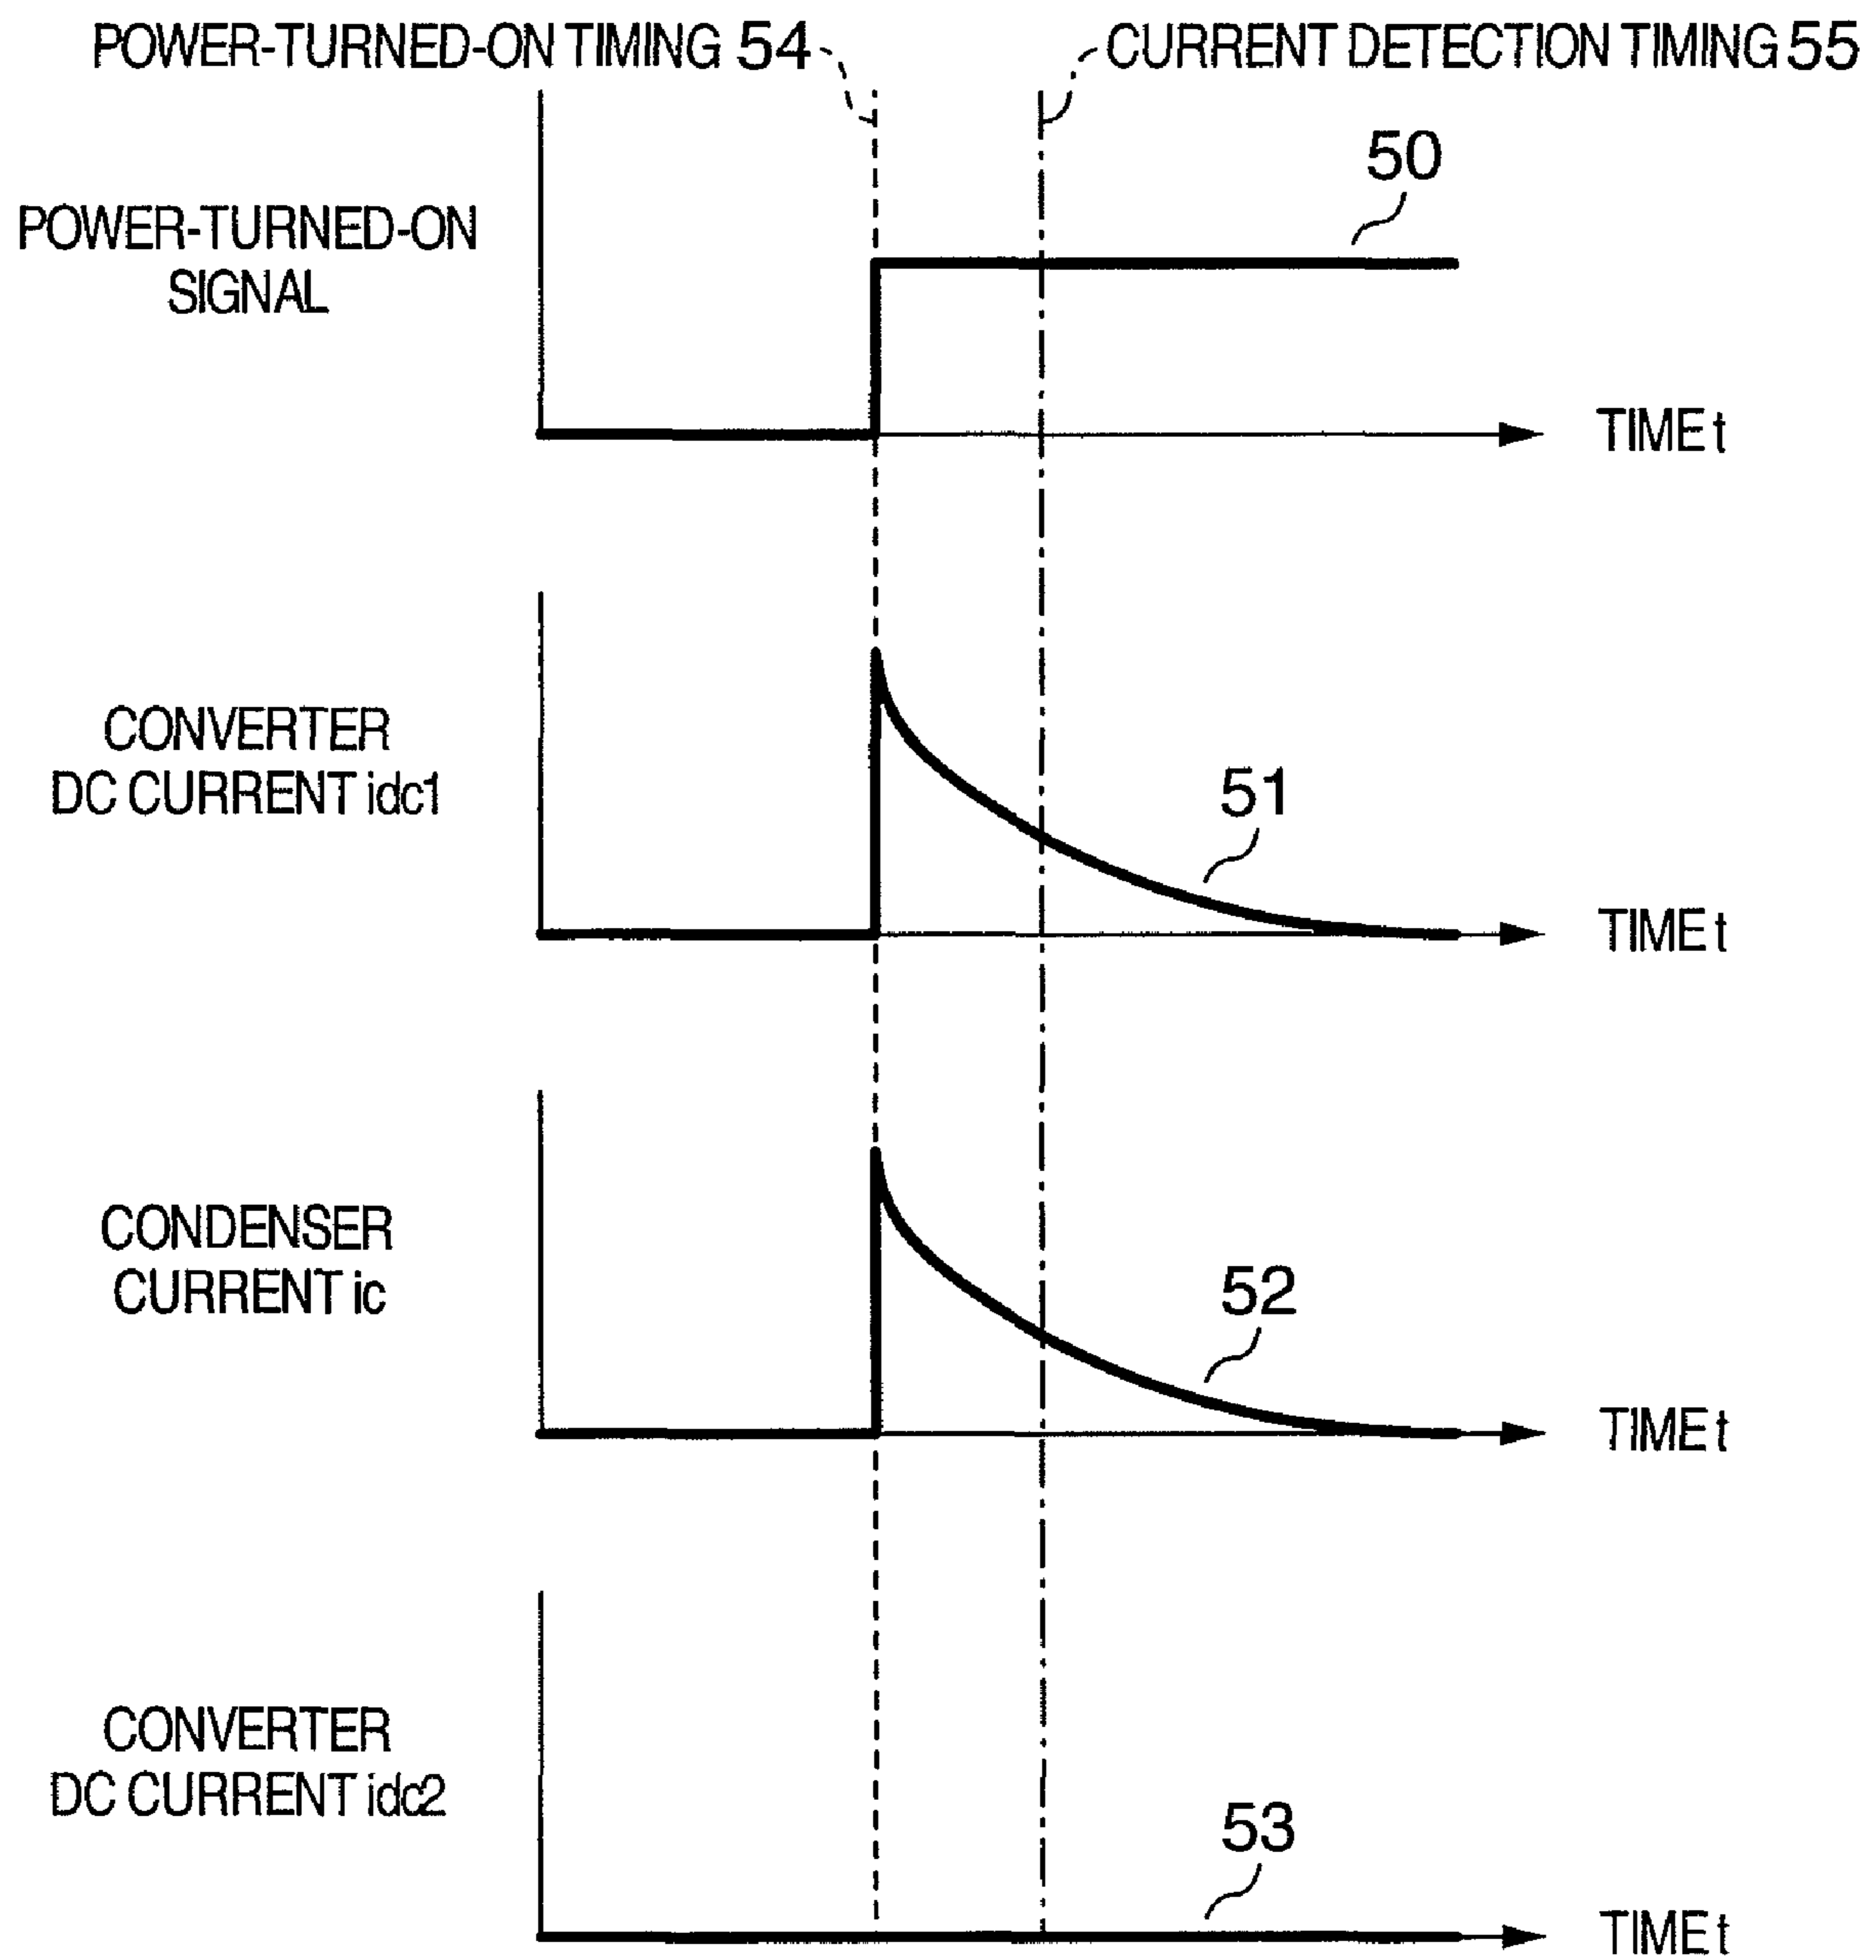 POWER-TURNED-ON TIMING 54
CURRENT DETECTION TIMING 55
50
POWER-TURNED-ON
SIGNAL
TIME t
CONVERTER
DC CURRENT idc1
51
TIME t
CONDENSER
CURRENT ic
52
TIME t
CONVERTER
DC CURRENT idc2
53
TIME t